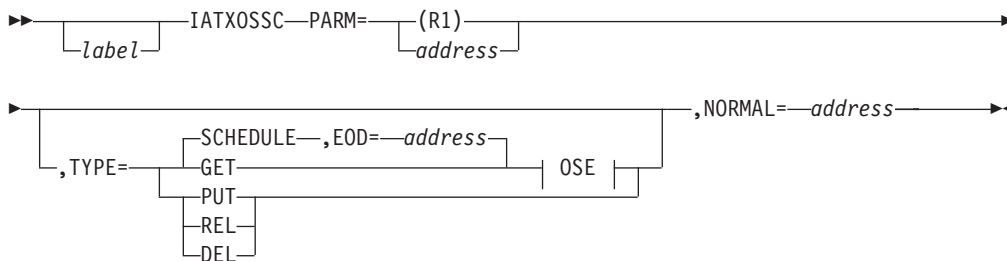 IATXOSSC PARM= (R1)
label address
,NORMAL= address
SCHEDULE ,EOD= address
,TYPE= GET OSE
PUT
REL
DEL